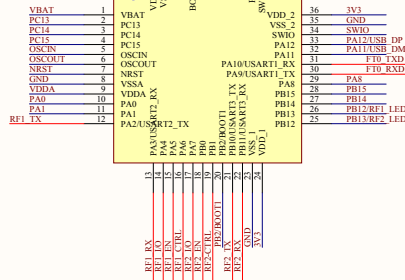 VBAT 1 VBAT VDD_2 36 3V3
PC13 2 PC13 VSS_2 35 GND
PC14 3 PC14 SWIO 34 SWIO
PC15 4 PC15 PA12 33 PA12/USB_DP
OSCIN 5 OSCIN PA11 32 PA11/USB_DM
OSCOUT 6 OSCOUT PA10/USART1_RX 31 FT0_TXD
NRST 7 NRST PA9/USART1_TX 30 FT0_RXD
GND 8 VSSA PA8 29 PA8
VDDA 9 VDDA PB15 28 PB15
PA0 10 PA0 PB14 27 PB14
PA1 11 PA1 PB13 26 PB12/RF1_LED
RF1_TX 12 PA2/USART2_TX PB12 25 PB13/RF2_LED
PA3/USART2_RX 13 RF1_RX
PA4 14 RF1_IO
PA5 15 RF1_EN
PA6 16 RF1_CTRL
PA7 17 RF2_IO
PB0 18 RF2_EN
PB1 19 RF2-CTRL
PB2/BOOT1 20 PB2/BOOT1
PB10/USART3_TX 21 RF2_TX
PB11/USART3_RX 22 RF2_RX
VSS_1 23 GND
VDD_1 24 3V3